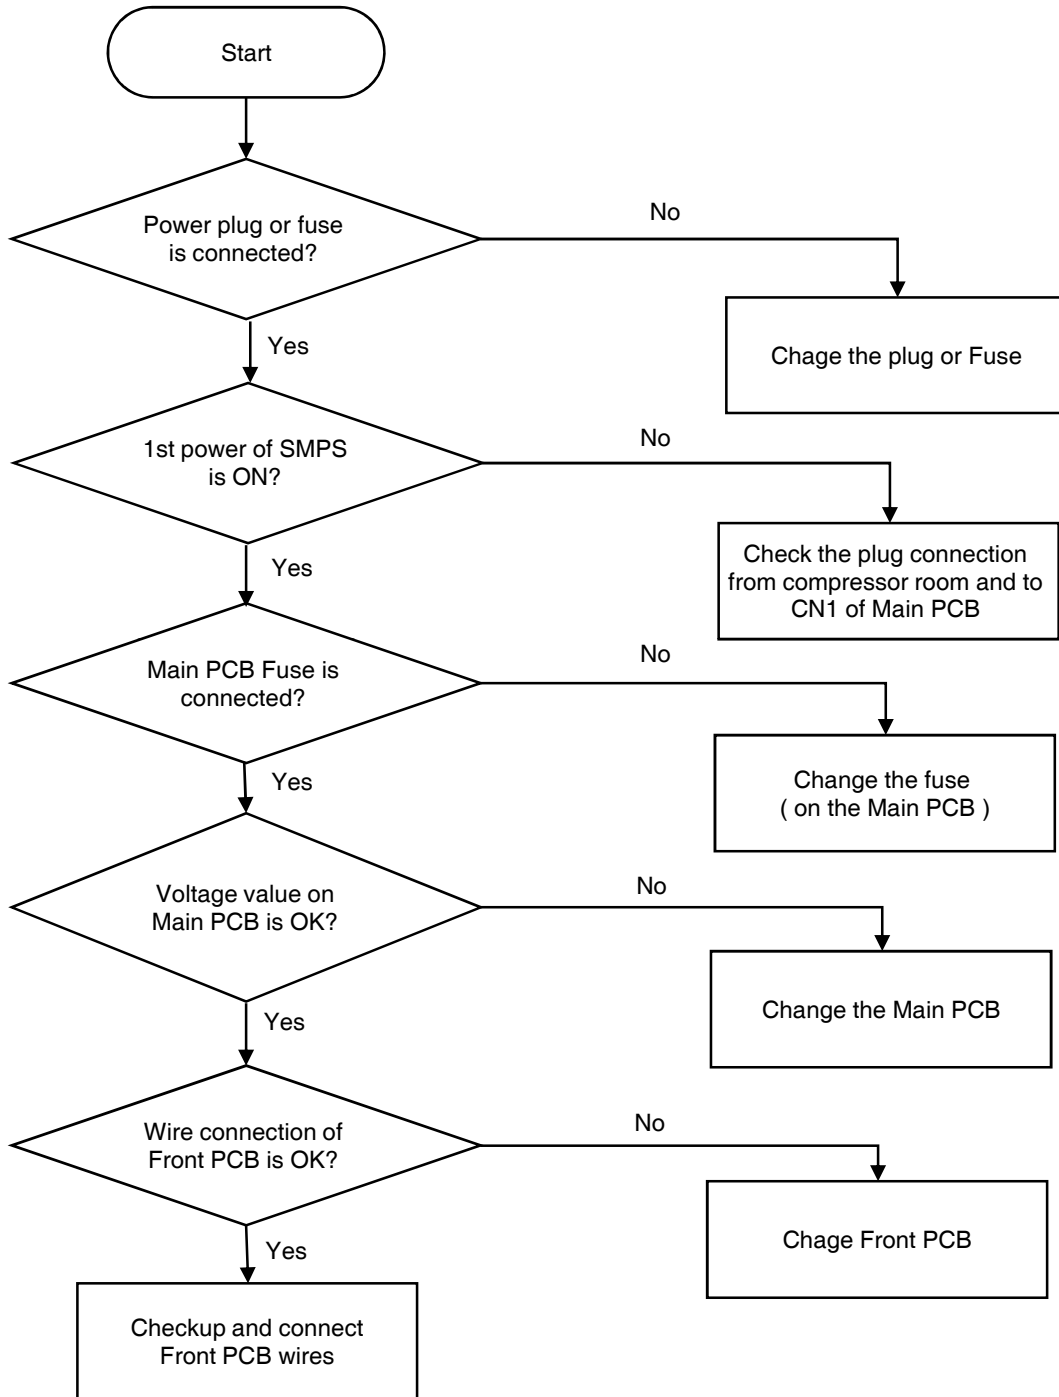 Start
Power plug or fuse
is connected?
No
Chage the plug or Fuse
Yes
1st power of SMPS
is ON?
No
Check the plug connection
from compressor room and to
CN1 of Main PCB
Yes
Main PCB Fuse is
connected?
No
Change the fuse
( on the Main PCB )
Yes
Voltage value on
Main PCB is OK?
No
Change the Main PCB
Yes
Wire connection of
Front PCB is OK?
No
Chage Front PCB
Yes
Checkup and connect
Front PCB wires